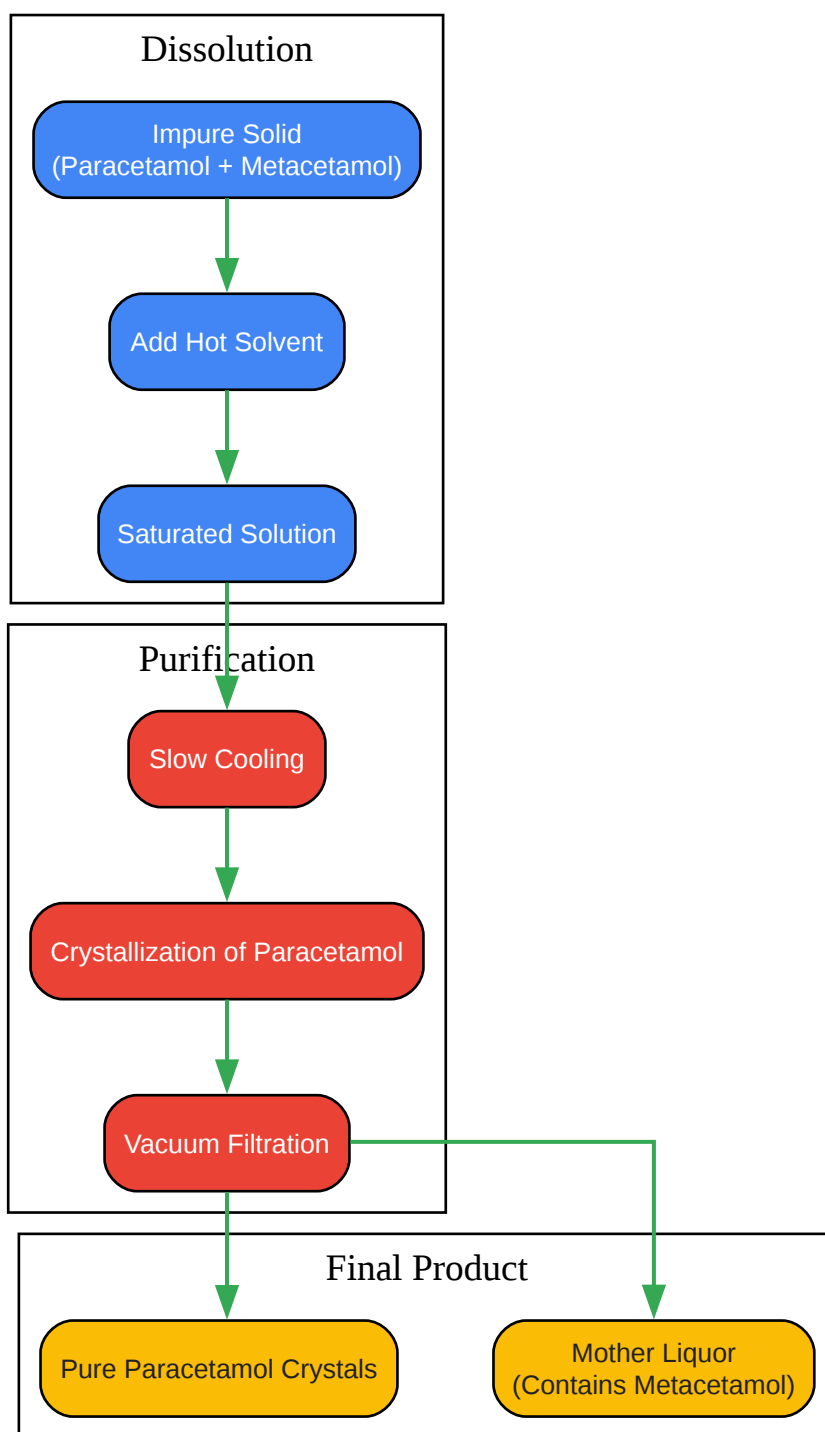 Dissolution
Impure Solid
(Paracetamol + Metacetamol)
Add Hot Solvent
Saturated Solution
Purification
Slow Cooling
Crystallization of Paracetamol
Vacuum Filtration
Final Product
Pure Paracetamol Crystals
Mother Liquor
(Contains Metacetamol)